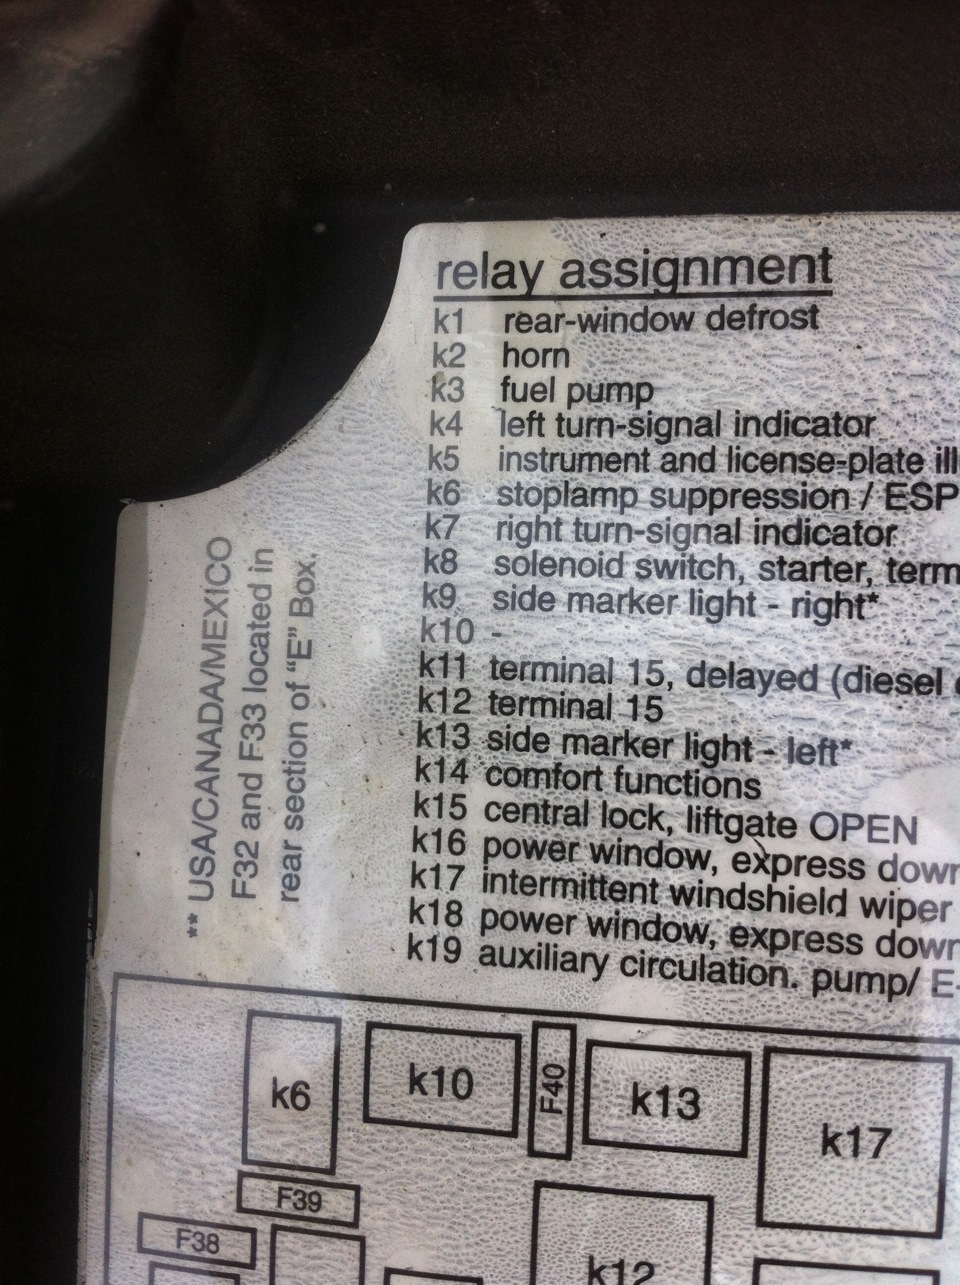 relay assignment
k1 rear-window defrost
k2 horn
k3 fuel pump
k4 left turn-signal indicator
k5 instrument and license-plate ill
k6 stoplamp suppression / ESP
k7 right turn-signal indicator
k8 solenoid switch, starter, term
k9 side marker light - right*
k10 -
k11 terminal 15, delayed (diesel
k12 terminal 15
k13 side marker light - left*
k14 comfort functions
k15 central lock, liftgate OPEN
k16 power window, express down
k17 intermittent windshield wiper
k18 power window, express down
k19 auxiliary circulation. pump/ E-
** USA/CANADA/MEXICO
F32 and F33 located in
rear section of "E" Box.
k6
k10
F40
k13
k17
F39
F38
k12